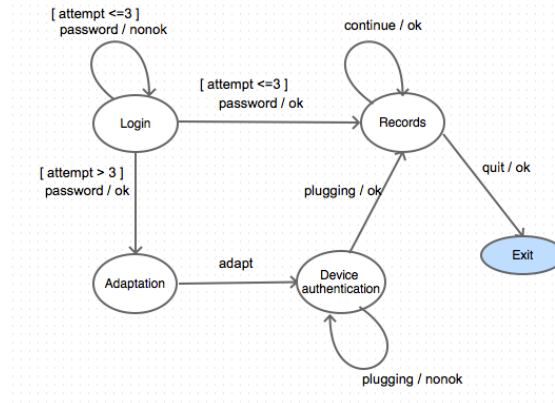 [ attempt <=3 ]
password / nonok
continue / ok
[ attempt <=3 ]
password / ok
Login
Records
[ attempt > 3 ]
password / ok
plugging / ok
quit / ok
Exit
adapt
Adaptation
Device
authentication
plugging / nonok